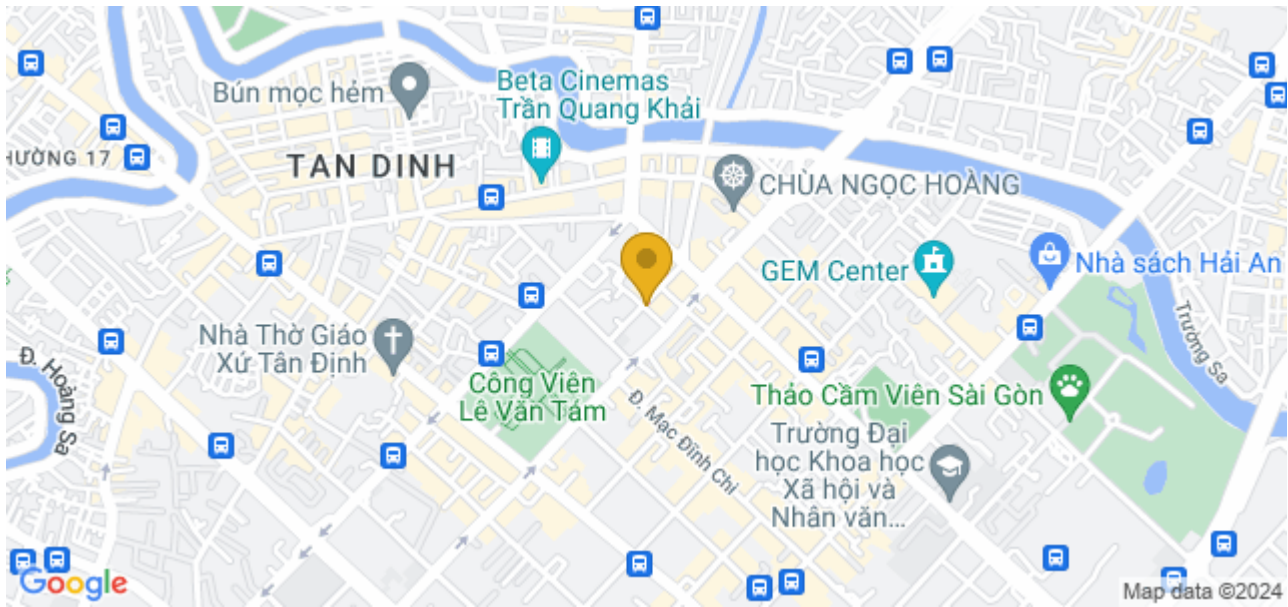 Bún mọc hẻm
Beta Cinemas
Trần Quang Khải
HƯỜNG 17
TAN DINH
CHÙA NGỌC HOÀNG
GEM Center
Nhà sách Hải An
Trường Sa
Nhà Thờ Giáo
Xứ Tân Định
Đ. Hoàng Sa
Công Viên
Lê Văn Tám
Đ. Mạc Đĩnh Chi
Thảo Cầm Viên Sài Gòn
Trường Đại
học Khoa học
Xã hội và
Nhân văn...
Google
Map data ©2024